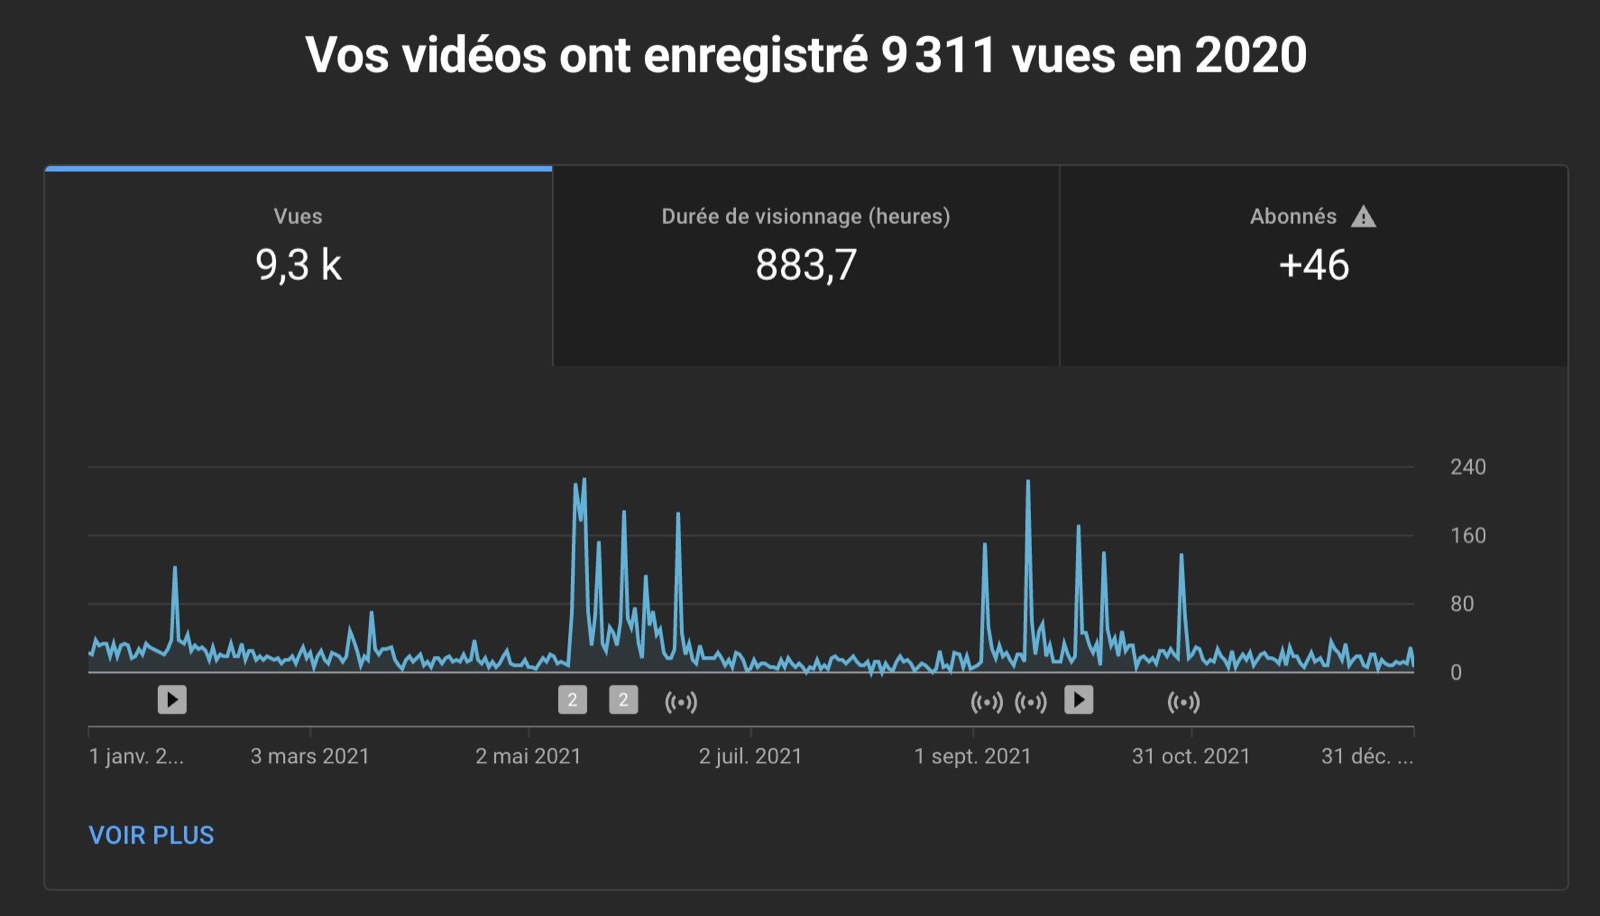 Vos vidéos ont enregistré 9 311 vues en 2020
Vues
9,3 k
Durée de visionnage (heures)
883,7
Abonnés
+46
240
160
80
0
2
2
1 janv. 2...
3 mars 2021
2 mai 2021
2 juil. 2021
1 sept. 2021
31 oct. 2021
31 déc. ...
VOIR PLUS